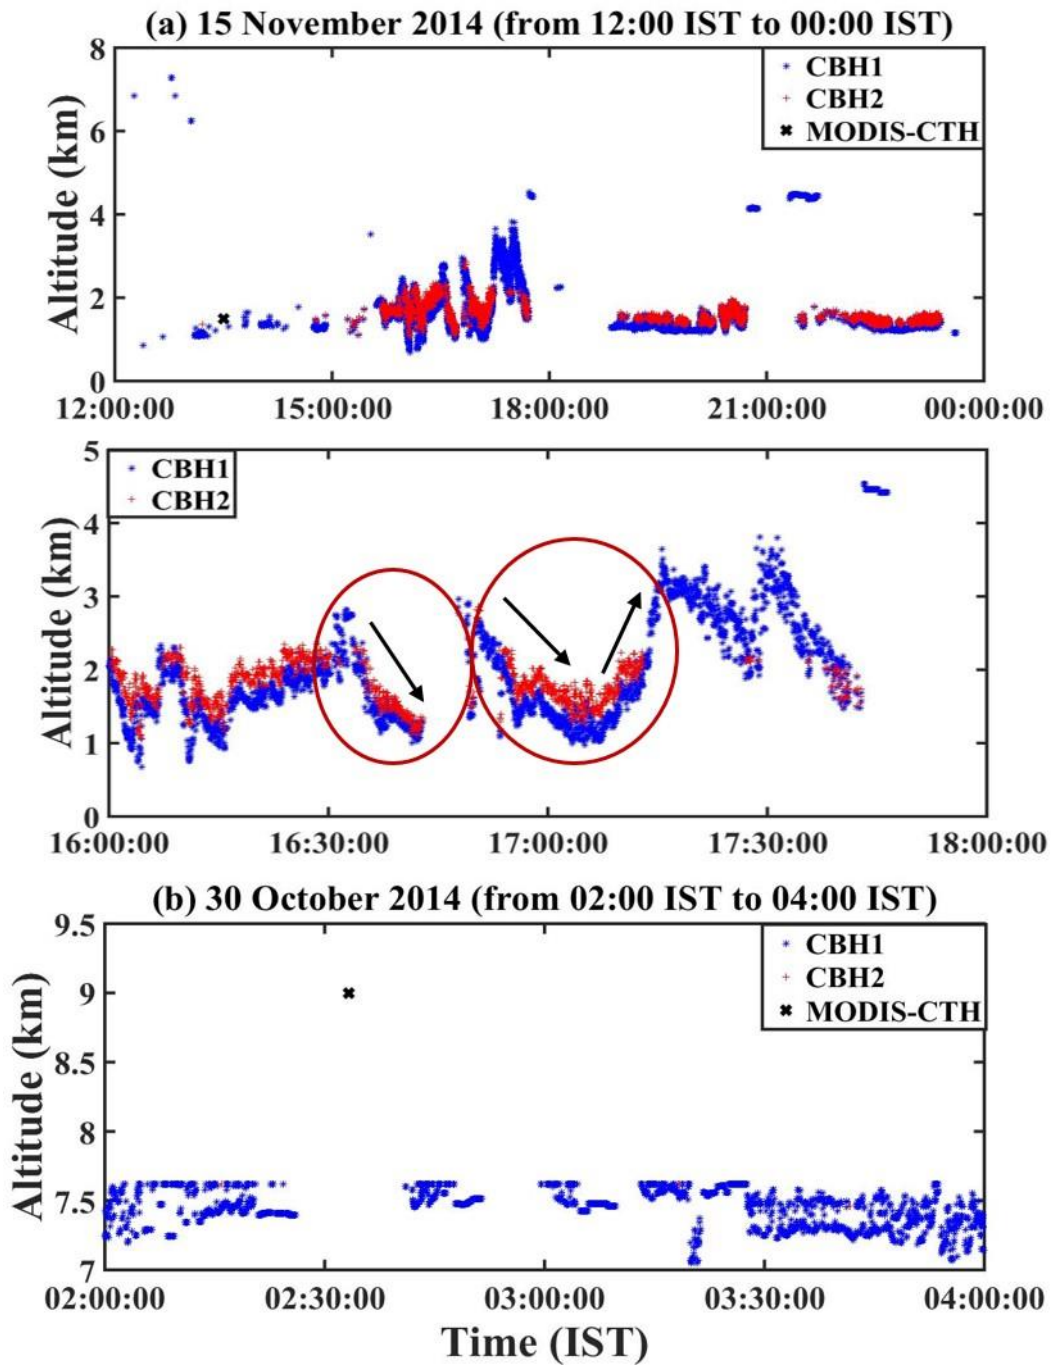 (a) 15 November 2014 (from 12:00 IST to 00:00 IST)
8
6
4
2
0
Altitude (km)
CBH1
CBH2
MODIS-CTH
12:00:00 15:00:00 18:00:00 21:00:00 00:00:00
5
4
3
2
1
0
Altitude (km)
CBH1
CBH2
16:00:00 16:30:00 17:00:00 17:30:00 18:00:00
(b) 30 October 2014 (from 02:00 IST to 04:00 IST)
9.5
9
8.5
8
7.5
7
Altitude (km)
CBH1
CBH2
MODIS-CTH
02:00:00 02:30:00 03:00:00 03:30:00 04:00:00
Time (IST)